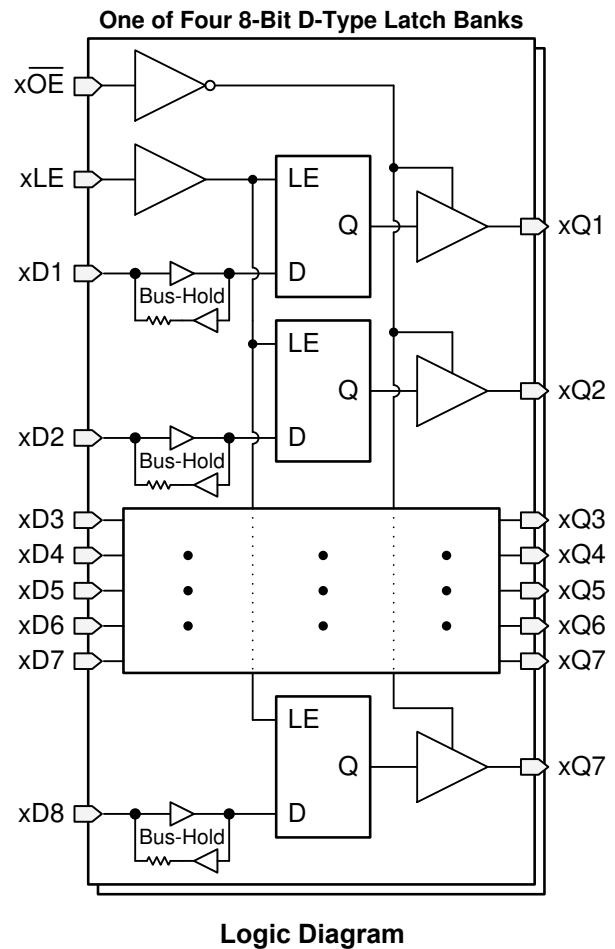 One of Four 8-Bit D-Type Latch Banks
xO̅E̅
xLE
LE
Q
xQ1
xD1
D
Bus-Hold
LE
Q
xQ2
xD2
D
Bus-Hold
xD3
xQ3
xD4
xQ4
xD5
xQ5
xD6
xQ6
xD7
xQ7
LE
Q
xQ7
xD8
D
Bus-Hold
Logic Diagram